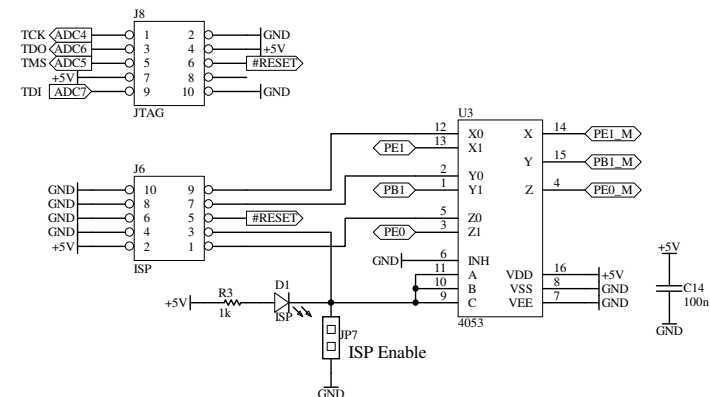 J8
TCK ADC4 1 2 GND
TDO ADC6 3 4 +5V
TMS ADC5 5 6 #RESET
+5V 7 8
TDI ADC7 9 10 GND
JTAG
J6
GND 10 9
GND 8 7
GND 6 5 #RESET
GND 4 3
+5V 2 1
ISP
U3
12 X0 X 14 PE1_M
PE1 13 X1
Y 15 PB1_M
2 Y0
PB1 1 Y1 Z 4 PE0_M
5 Z0
PE0 3 Z1
GND 6 INH
11 A VDD 16 +5V
10 B VSS 8 GND
9 C VEE 7 GND
4053
+5V
C14
100n
GND
+5V R3 D1
1k ISP
JP7
ISP Enable
GND